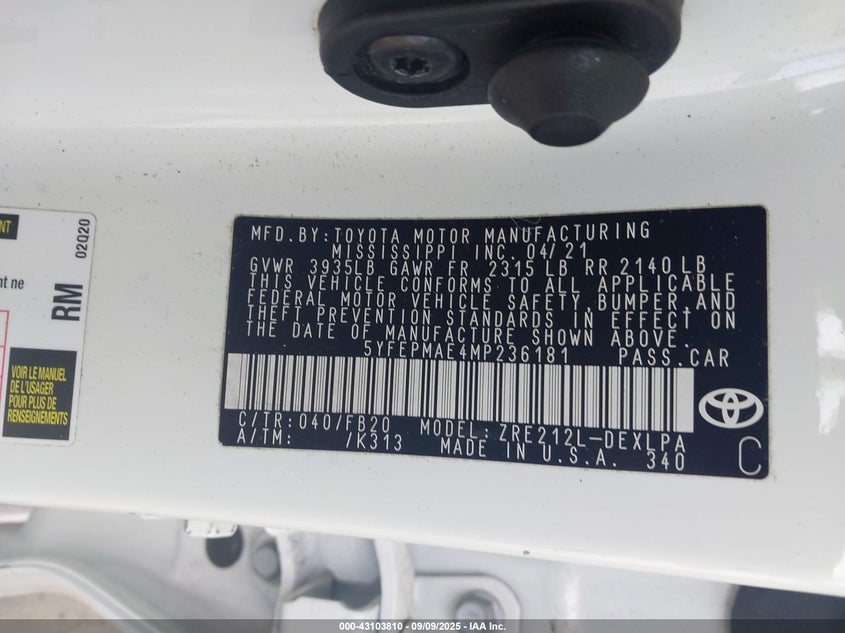 NT
t ne
RM
02Q20
VOIR LE MANUEL
DE L'USAGER
POUR PLUS DE
RENSEIGNEMENTS
MFD.BY:TOYOTA MOTOR MANUFACTURING
MISSISSIPPI INC. 04/21
GVWR 3935LB GAWR FR 2315 LB RR 2140 LB
THIS VEHICLE CONFORMS TO ALL APPLICABLE
FEDERAL MOTOR VEHICLE SAFETY, BUMPER, AND
THEFT PREVENTION STANDARDS IN EFFECT ON
THE DATE OF MANUFACTURE SHOWN ABOVE.
5YFEPMAE4MP236181 PASS.CAR
C/TR: 040/FB20 MODEL: ZRE212L-DEXLPA
A/TM: /K313 MADE IN U.S.A. 340
C
000-43103810 - 09/09/2025 - IAA Inc.